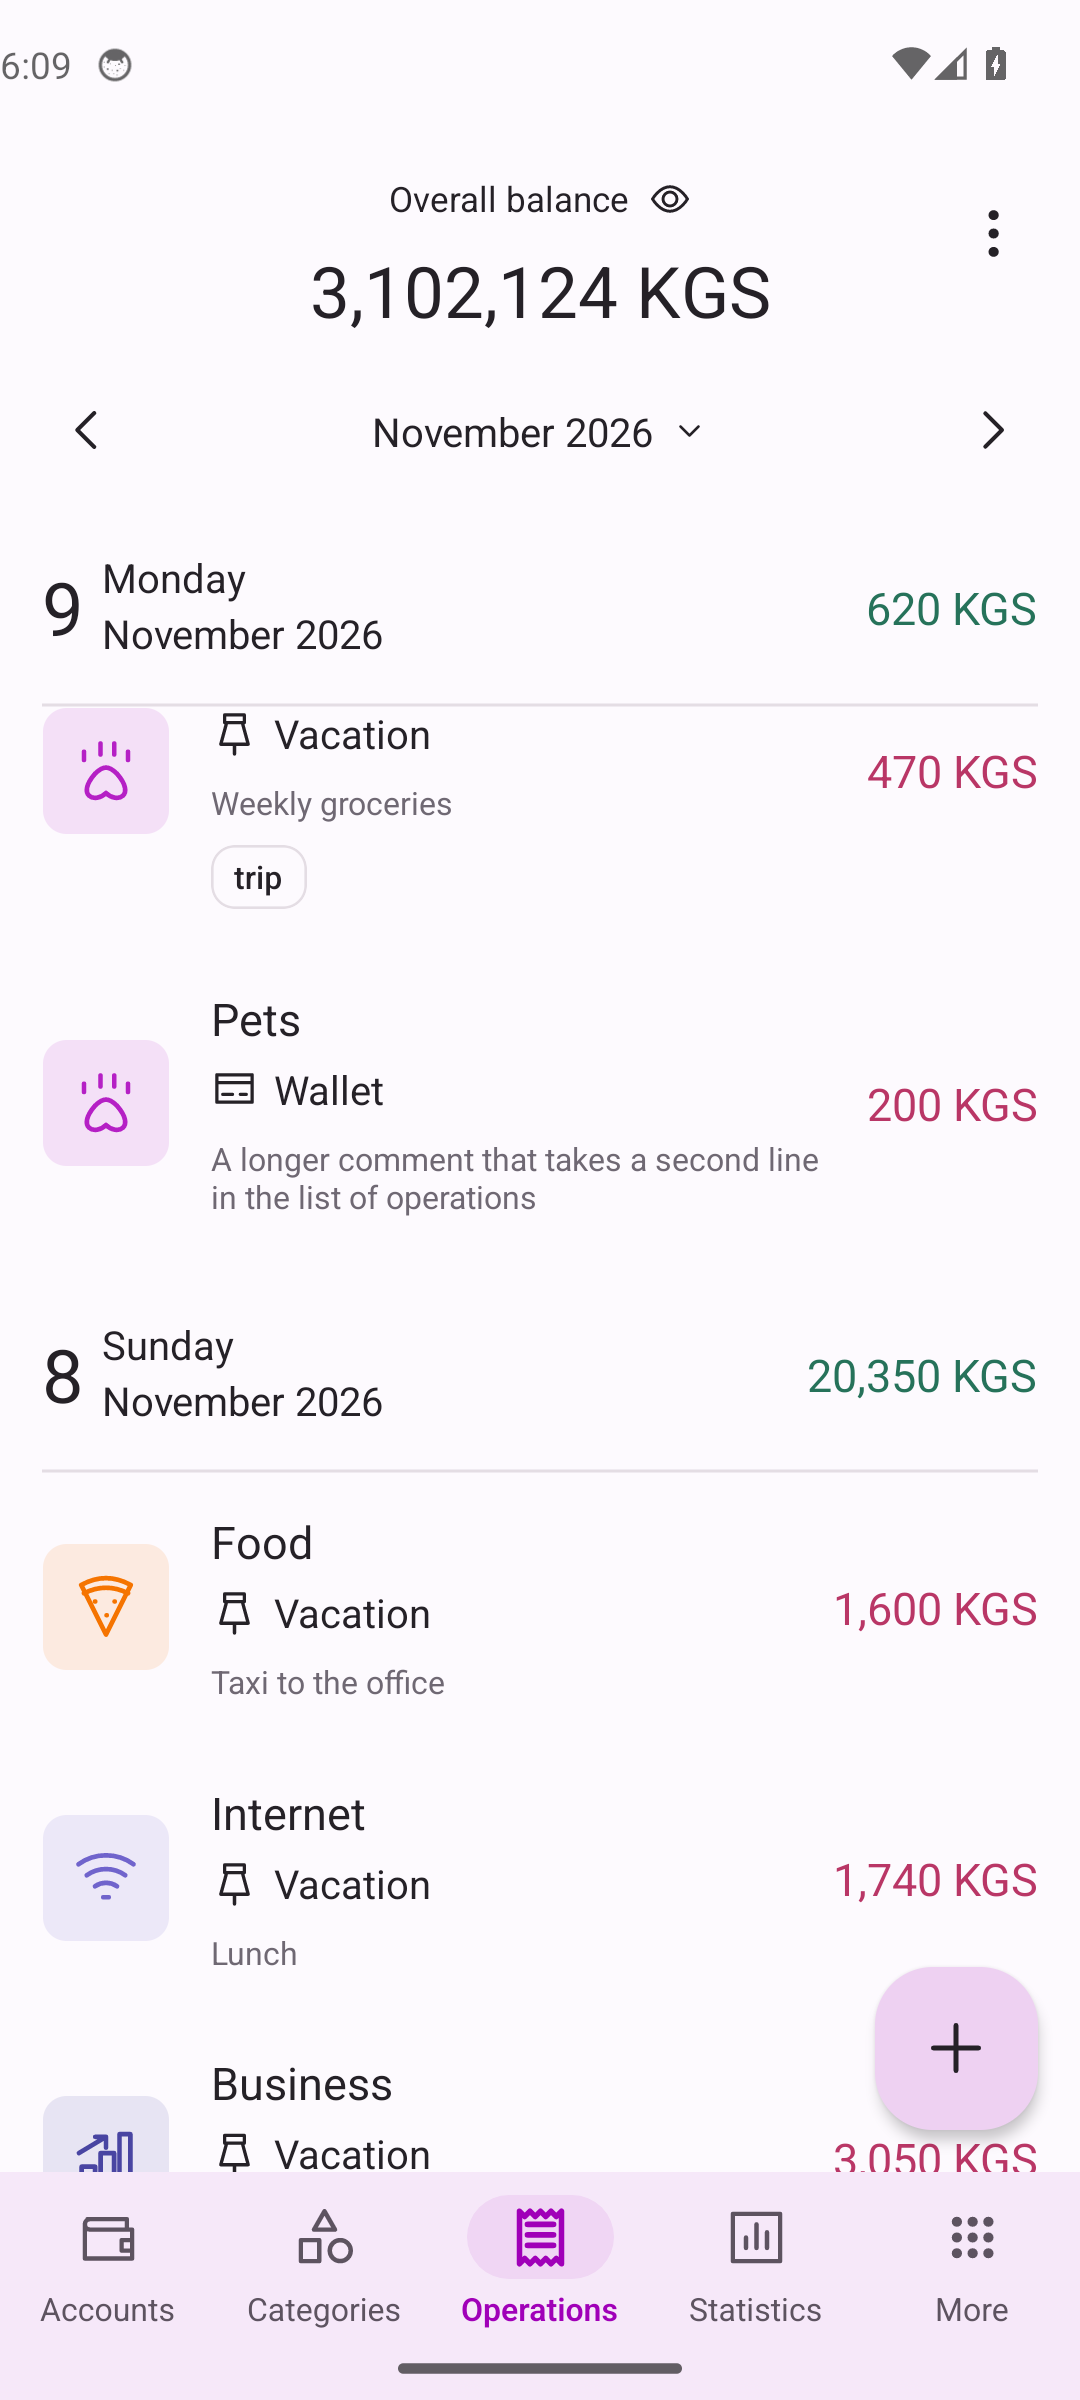 6:09
Overall balance
3,102,124 KGS
November 2026
9
Monday
November 2026
620 KGS
Vacation
470 KGS
Weekly groceries
trip
Pets
Wallet
200 KGS
A longer comment that takes a second line
in the list of operations
8
Sunday
November 2026
20,350 KGS
Food
Vacation
1,600 KGS
Taxi to the office
Internet
Vacation
1,740 KGS
Lunch
Business
Vacation
3,050 KGS
Accounts
Categories
Operations
Statistics
More